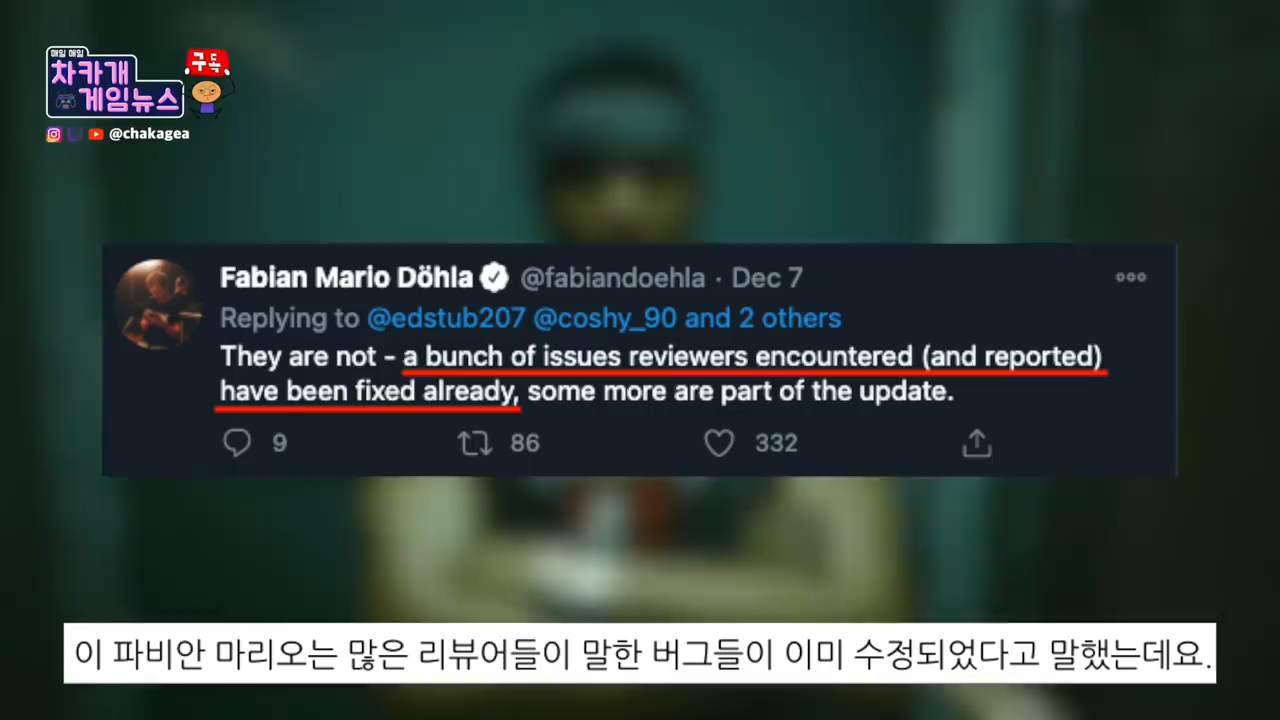 매일 매일
차카개
게임뉴스
구독
@chakagea
Fabian Mario Döhla @fabiandoehla · Dec 7
Replying to @edstub207 @coshy_90 and 2 others
They are not - a bunch of issues reviewers encountered (and reported)
have been fixed already, some more are part of the update.
9 86 332
이 파비안 마리오는 많은 리뷰어들이 말한 버그들이 이미 수정되었다고 말했는데요.